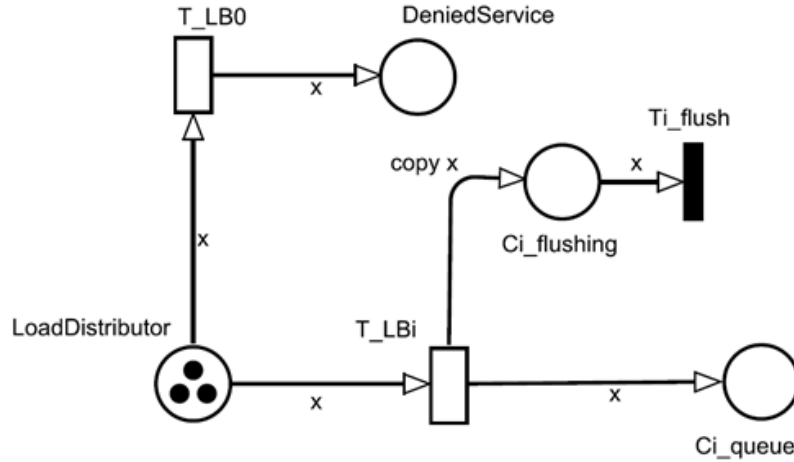 T_LB0
DeniedService
x
Ti_flush
copy x
x
x
Ci_flushing
LoadDistributor
T_LBi
x
x
Ci_queue